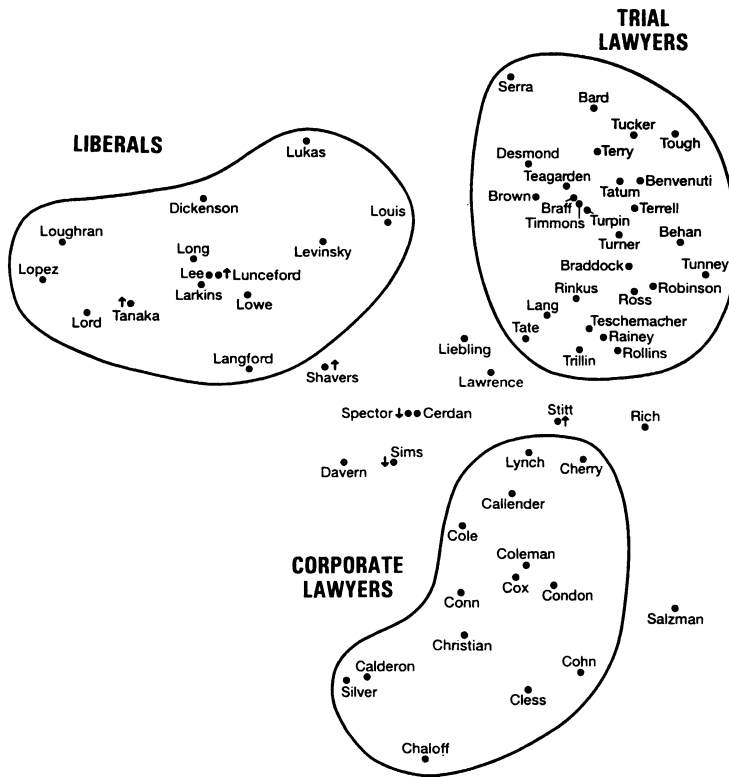 TRIAL
LAWYERS
Serra
Bard
Tucker
Tough
Terry
Desmond
Teagarden
Tatum
Benvenuti
Brown
Braff
Timmons
Turpin
Terrell
Turner
Behan
Braddock
Tunney
Rinkus
Ross
Robinson
Lang
Teschemacher
Tate
Rainey
Trillin
Rollins
LIBERALS
Lukas
Dickenson
Louis
Loughran
Long
Levinsky
Lopez
Lee
↑ Lunceford
Larkins
Lowe
↑
Tanaka
Lord
Langford
Shavers ↑
Liebling
Lawrence
Spector ↓
Cerdan
Stitt ↑
Rich
Davern
↓ Sims
CORPORATE
LAWYERS
Lynch
Cherry
Callender
Cole
Coleman
Cox
Condon
Conn
Christian
Salzman
Calderon
Silver
Cohn
Cless
Chaloff